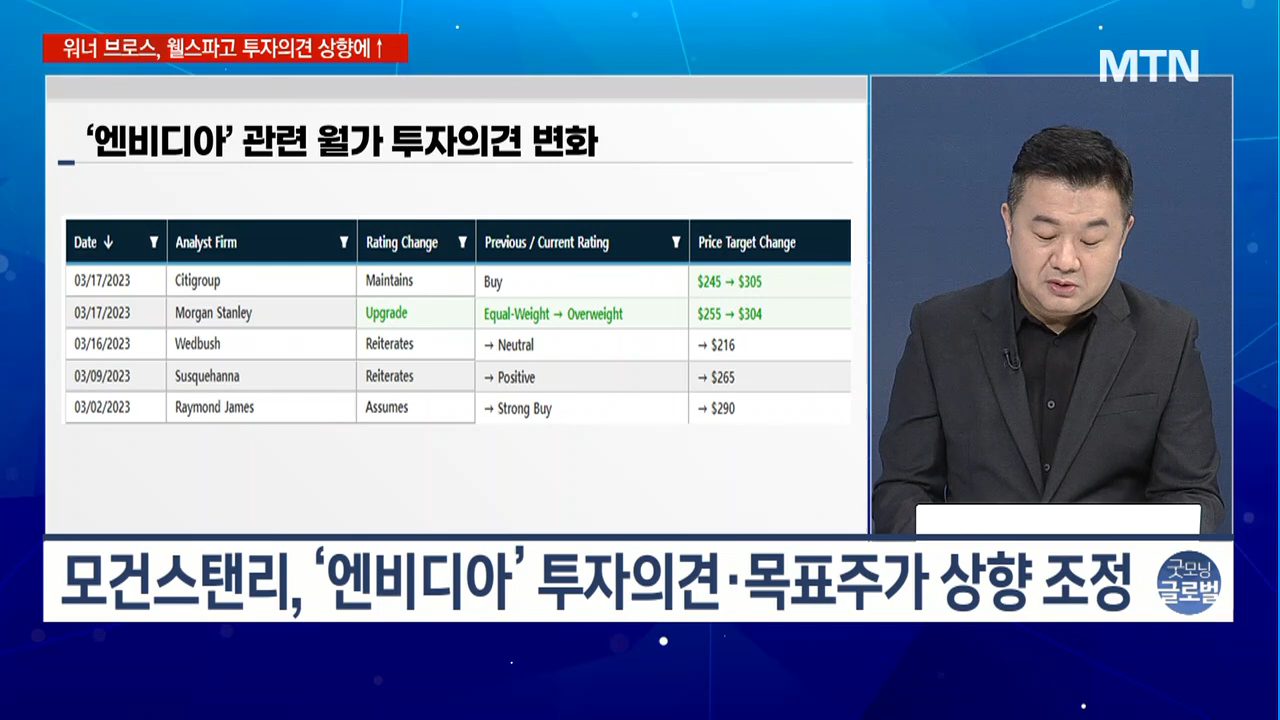 워너 브로스, 웰스파고 투자의견 상향에↑
MTN
‘엔비디아’ 관련 월가 투자의견 변화
Date ↓ Analyst Firm Rating Change Previous / Current Rating Price Target Change
03/17/2023 Citigroup Maintains Buy $245 → $305
03/17/2023 Morgan Stanley Upgrade Equal-Weight → Overweight $255 → $304
03/16/2023 Wedbush Reiterates → Neutral → $216
03/09/2023 Susquehanna Reiterates → Positive → $265
03/02/2023 Raymond James Assumes → Strong Buy → $290
모건스탠리, ‘엔비디아’ 투자의견·목표주가 상향 조정
굿모닝
글로벌